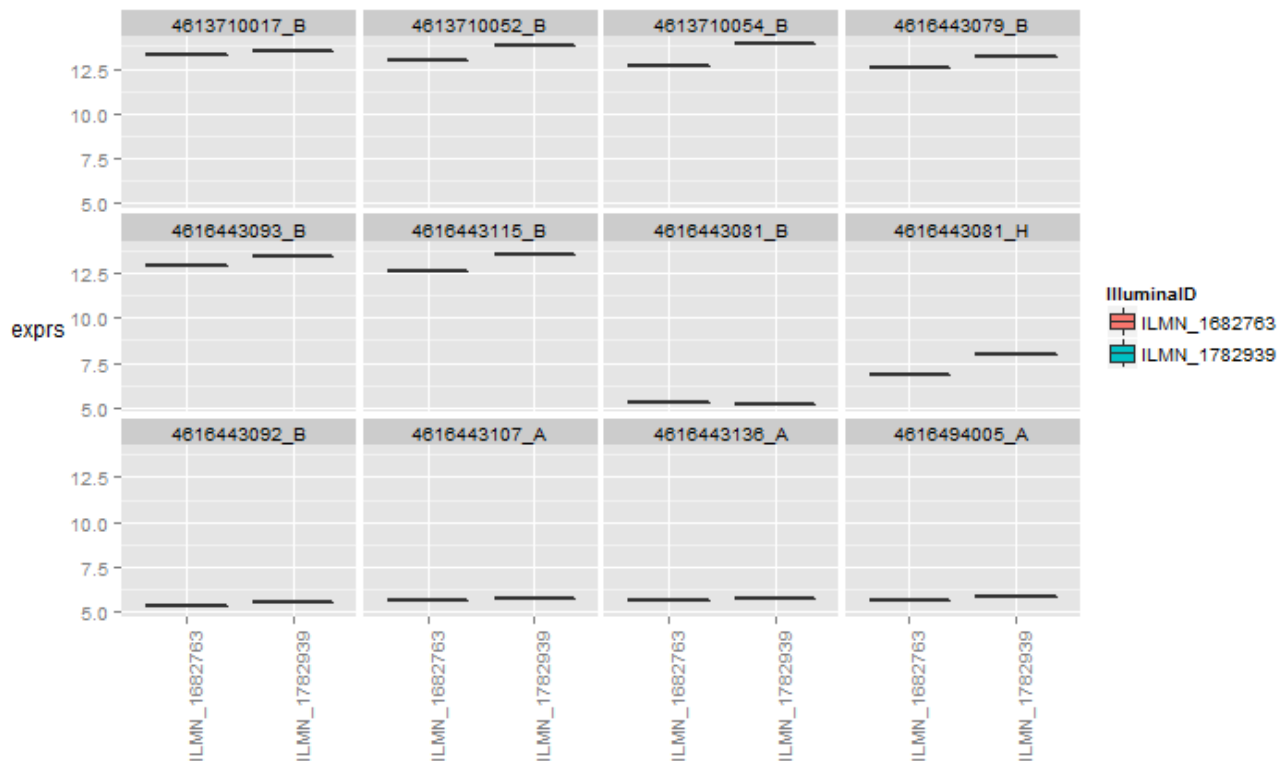 4613710017_B 4613710052_B 4613710054_B 4616443079_B
12.5
10.0
7.5
5.0
4616443093_B 4616443115_B 4616443081_B 4616443081_H
12.5
10.0
7.5
5.0
exprs
4616443092_B 4616443107_A 4616443136_A 4616494005_A
12.5
10.0
7.5
5.0
ILMN_1682763
ILMN_1782939
ILMN_1682763
ILMN_1782939
ILMN_1682763
ILMN_1782939
ILMN_1682763
ILMN_1782939
IlluminaID
ILMN_1682763
ILMN_1782939